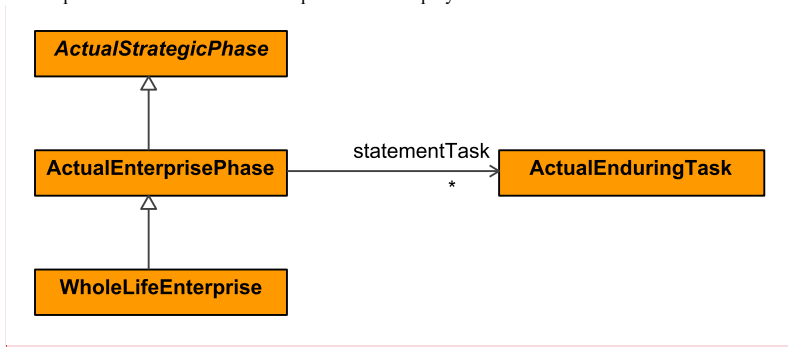 ActualStrategicPhase
statementTask
ActualEnterprisePhase
ActualEnduringTask
*
WholeLifeEnterprise